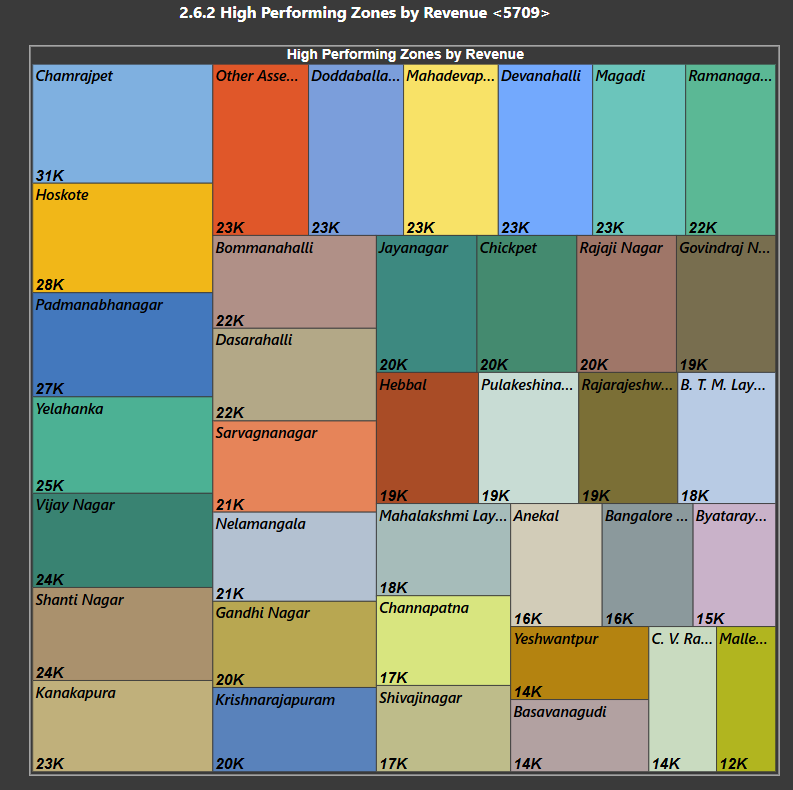 2.6.2 High Performing Zones by Revenue <5709>
High Performing Zones by Revenue
Chamrajpet
31K
Hoskote
28K
Padmanabhanagar
27K
Yelahanka
25K
Vijay Nagar
24K
Shanti Nagar
24K
Kanakapura
23K
Other Asse...
23K
Doddaballa...
23K
Mahadevap...
23K
Devanahalli
23K
Magadi
23K
Ramanaga...
22K
Bommanahalli
22K
Dasarahalli
22K
Sarvagnanagar
21K
Nelamangala
21K
Gandhi Nagar
20K
Krishnarajapuram
20K
Jayanagar
20K
Chickpet
20K
Rajaji Nagar
20K
Govindraj N...
19K
Hebbal
19K
Pulakeshina...
19K
Rajarajeshw...
19K
B. T. M. Lay...
18K
Mahalakshmi Lay...
18K
Channapatna
17K
Shivajinagar
17K
Anekal
16K
Bangalore ...
16K
Byataray...
15K
Yeshwantpur
14K
Basavanagudi
14K
C. V. Ra...
14K
Malle...
12K